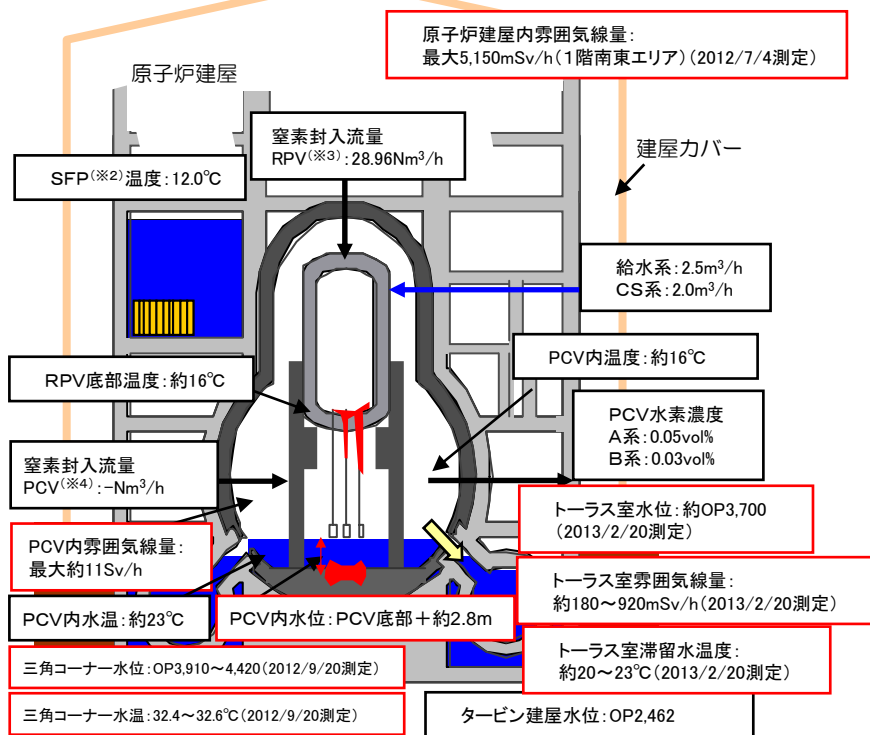 原子炉建屋内雰囲気線量：
最大5,150mSv/h（1階南東エリア）（2012/7/4測定）
原子炉建屋
窒素封入流量
RPV(※3)：28.96Nm³/h
建屋カバー
SFP(※2)温度：12.0℃
給水系：2.5m³/h
CS系：2.0m³/h
PCV内温度：約16℃
RPV底部温度：約16℃
PCV水素濃度
A系：0.05vol%
B系：0.03vol%
窒素封入流量
PCV(※4)：-Nm³/h
トーラス室水位：約OP3,700
（2013/2/20測定）
PCV内雰囲気線量：
最大約11Sv/h
トーラス室雰囲気線量：
約180～920mSv/h（2013/2/20測定）
PCV内水温：約23℃
PCV内水位：PCV底部＋約2.8m
トーラス室滞留水温度：
約20～23℃（2013/2/20測定）
三角コーナー水位：OP3,910～4,420（2012/9/20測定）
三角コーナー水温：32.4～32.6℃（2012/9/20測定）
タービン建屋水位：OP2,462